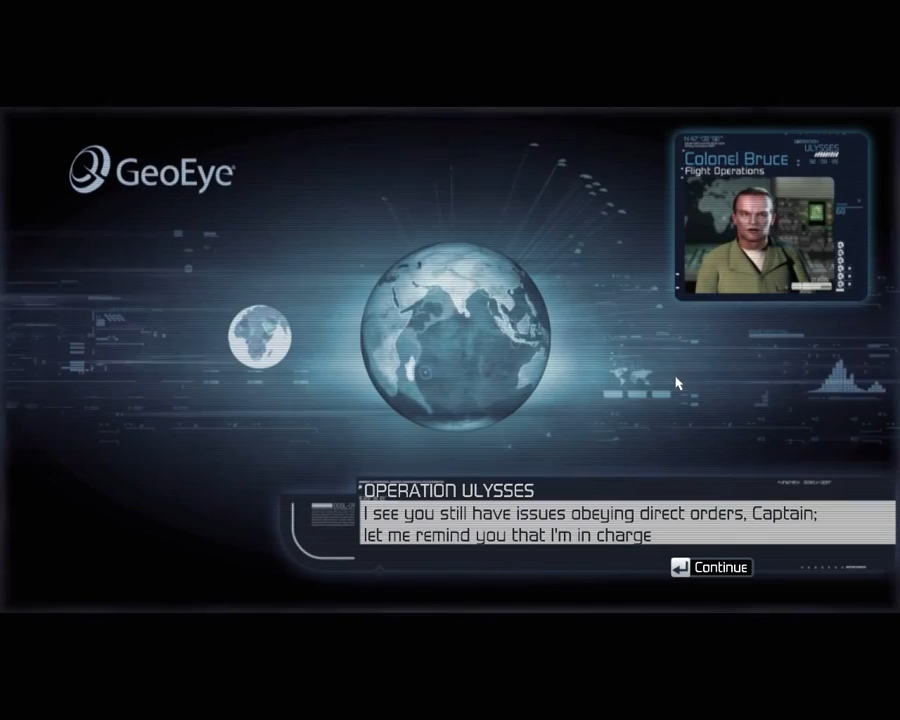 GeoEye
ULYSSES
Colonel Bruce
Flight Operations
OPERATION ULYSSES
I see you still have issues obeying direct orders, Captain;
let me remind you that I'm in charge
Continue